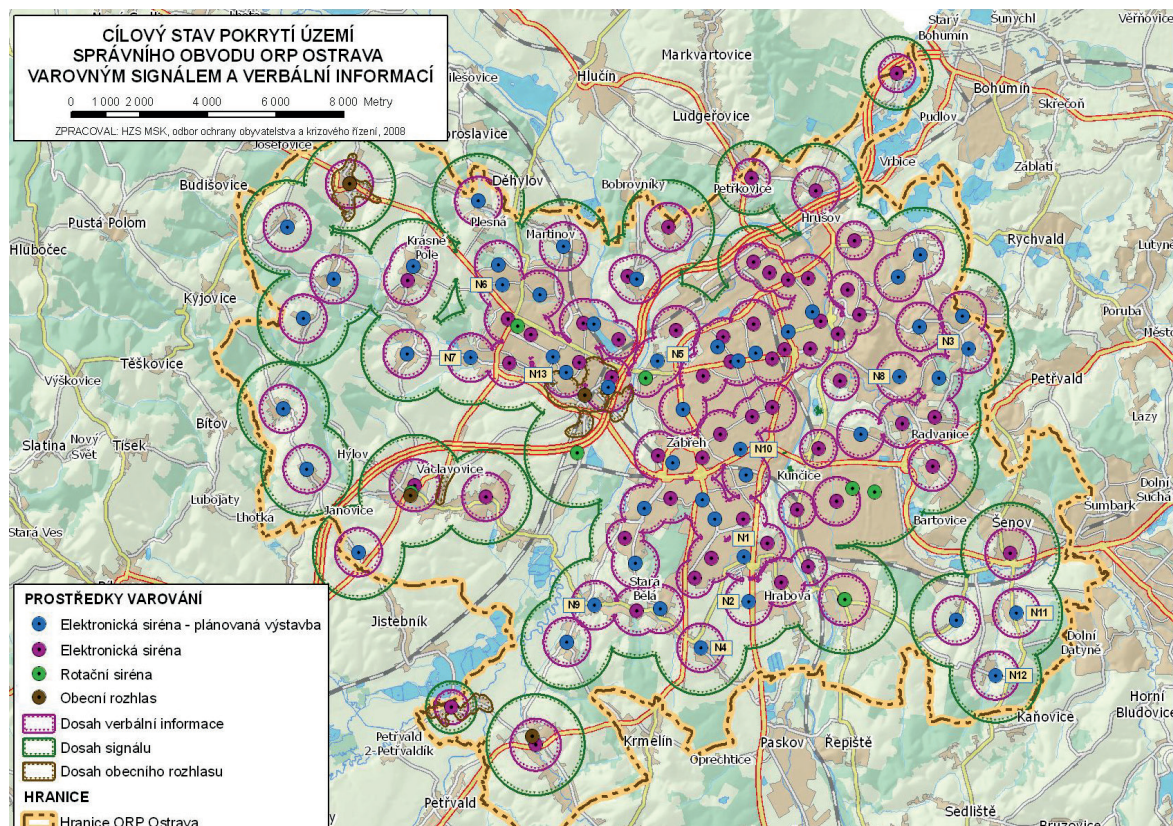 CÍLOVÝ STAV POKRYTÍ ÚZEMÍ
SPRÁVNÍHO OBVODU ORP OSTRAVA
VAROVNÝM SIGNÁLEM A VERBÁLNÍ INFORMACÍ
0 1 000 2 000 4 000 6 000 8 000 Metry
ZPRACOVAL: HZS MSK, odbor ochrany obyvatelstva a krizového řízení, 2008
Starý
Bohumín
Šunychl
Věřňovice
Markvartovice
Hlučín
Bohumín
Skřečoň
Ludgeřovice
Pudlov
Vrbice
Záblatí
Budišovice
Děhylov
Bobrovníky
Petřkovice
Plesná
Pustá Polom
Hrušov
Rychvald
Martinov
Krásné
Pole
Hlubočec
Lutyně
Kyjovice
N6
Poruba
N3
Těškovice
N7
N5
N13
N8
Petřvald
Výškovice
Bítov
Lazy
Slatina
Nový
Svět
Tísek
Zábřeh
Radvanice
Hýlov
N10
Václavovice
Kunčice
Lubojaty
Dolní
Suchá
Lhotka
Janovice
Šumbark
Bartovice
Šenov
Stará Ves
N1
Stará
Bělá
N9
N2
Hrabová
N11
Jistebník
Dolní
Datyně
N4
N12
Kaňovice
Horní
Bludovice
Petřvald
2-Petřvaldík
Krmelín
Paskov
Řepiště
Oprechtice
Petřvald
Sedliště
Bruzovice
PROSTŘEDKY VAROVÁNÍ
Elektronická siréna - plánovaná výstavba
Elektronická siréna
Rotační siréna
Obecní rozhlas
Dosah verbální informace
Dosah signálu
Dosah obecního rozhlasu
HRANICE
Hranice ORP Ostrava